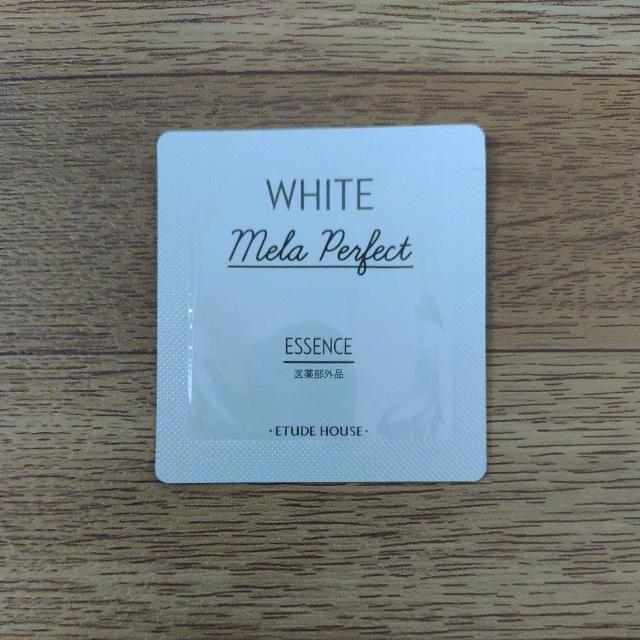 WHITE
Mela Perfect
ESSENCE
医薬部外品
·ETUDE HOUSE·